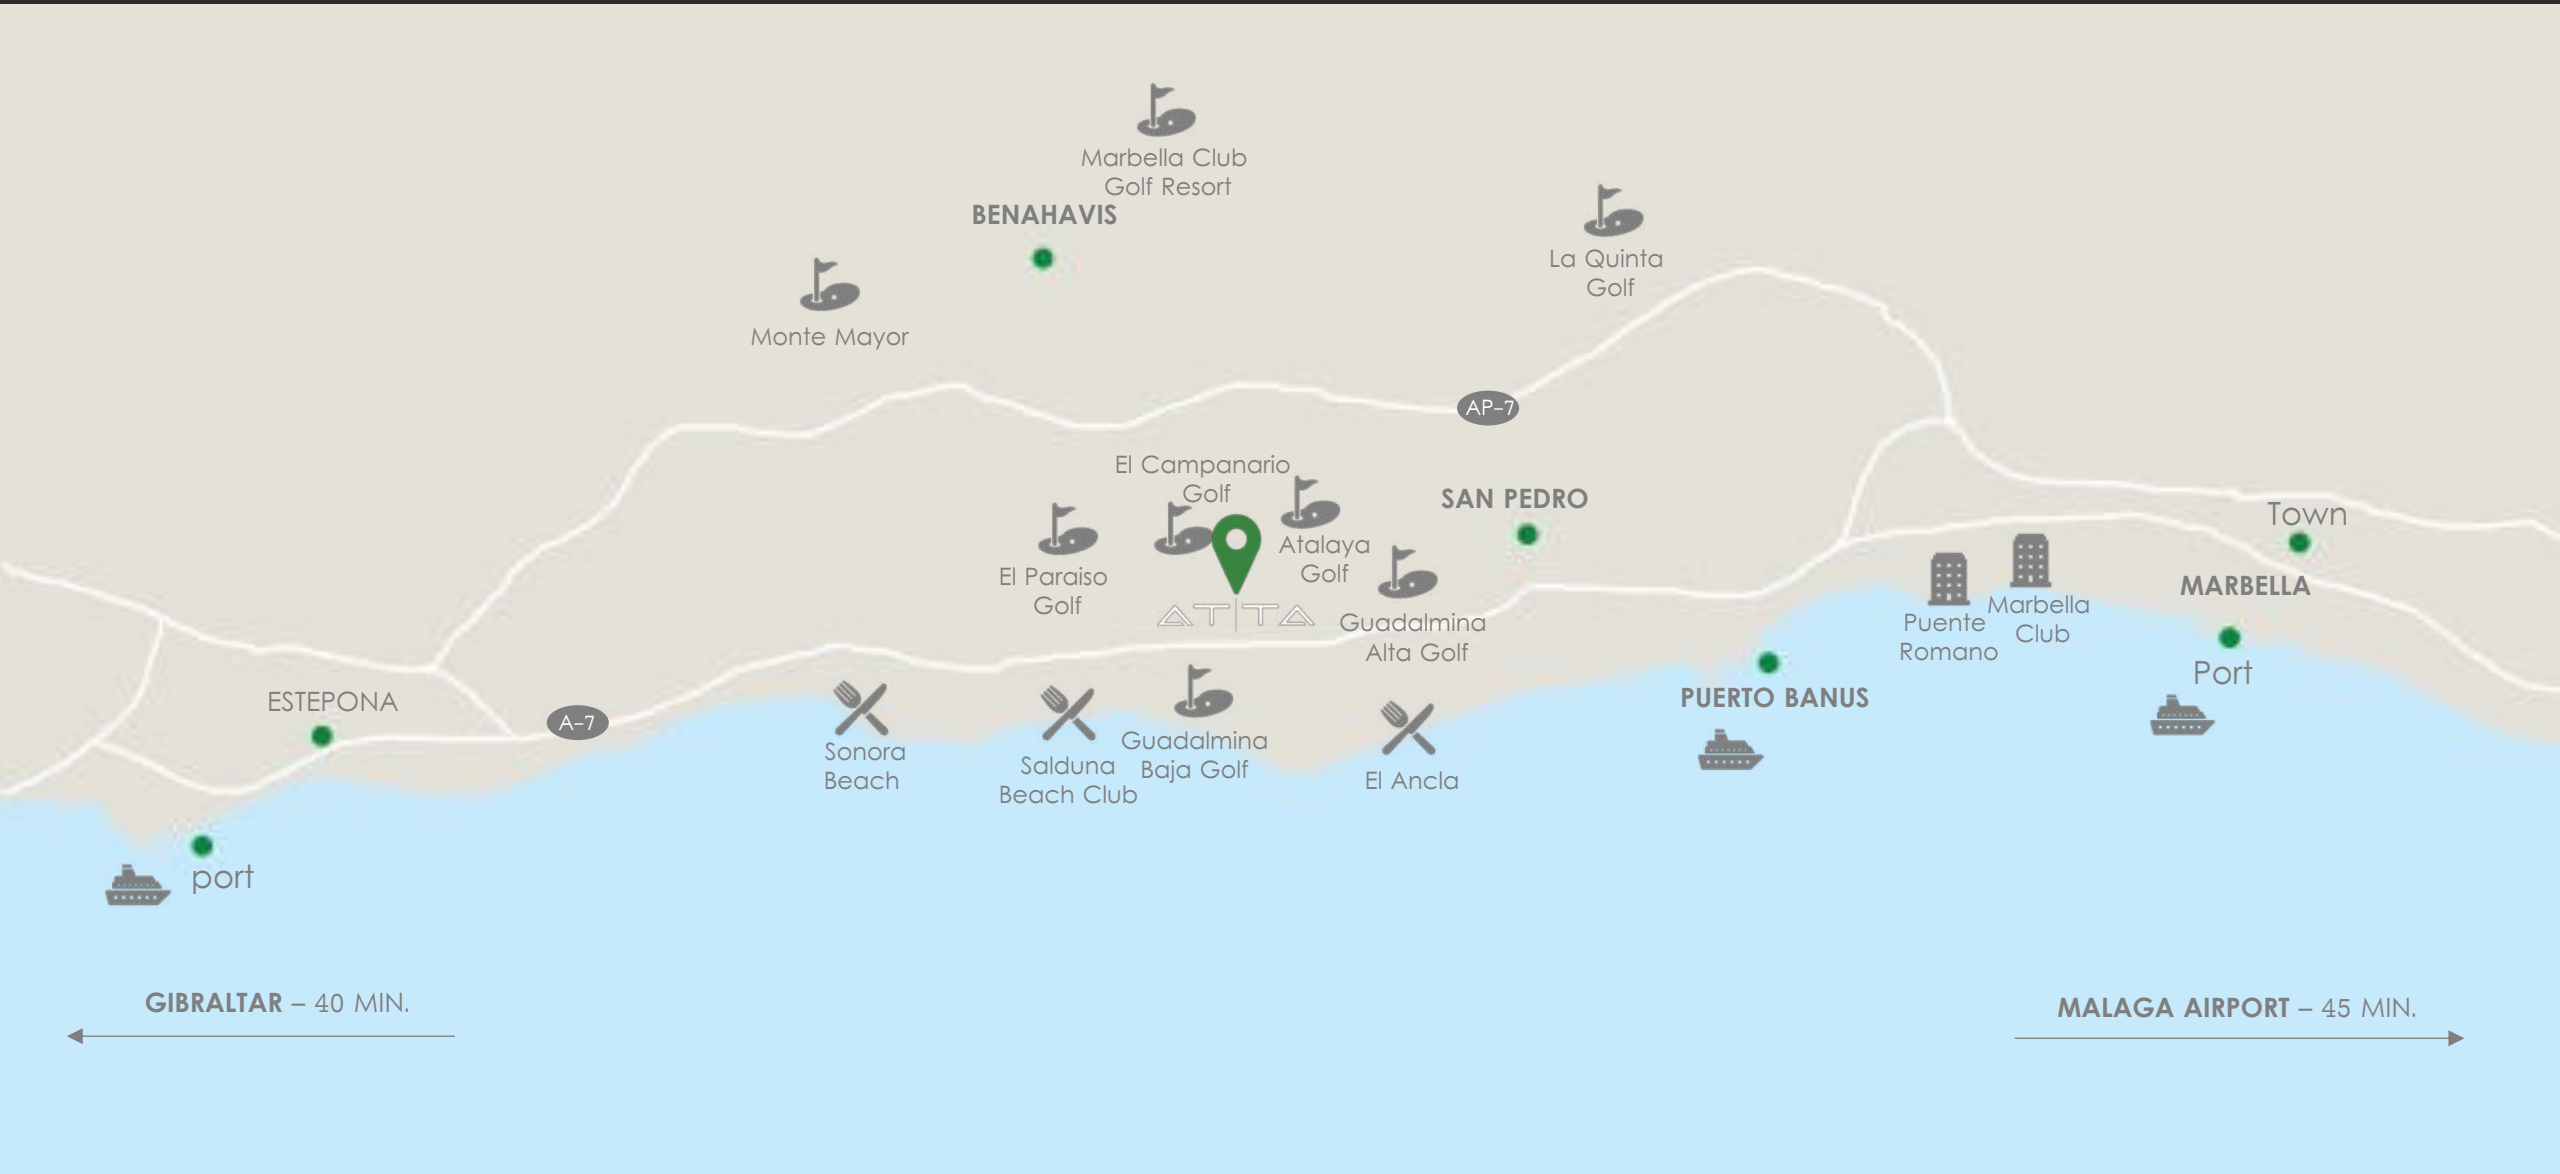 Marbella Club
Golf Resort
BENAHAVIS
La Quinta
Golf
Monte Mayor
AP-7
El Campanario
Golf
SAN PEDRO
Town
Atalaya
Golf
El Paraiso
Golf
MARBELLA
ATTA
Guadalmina
Alta Golf
Puente
Romano
Marbella
Club
Port
ESTEPONA
A-7
PUERTO BANUS
Sonora
Beach
Salduna
Beach Club
Guadalmina
Baja Golf
El Ancla
port
GIBRALTAR – 40 MIN.
MALAGA AIRPORT – 45 MIN.